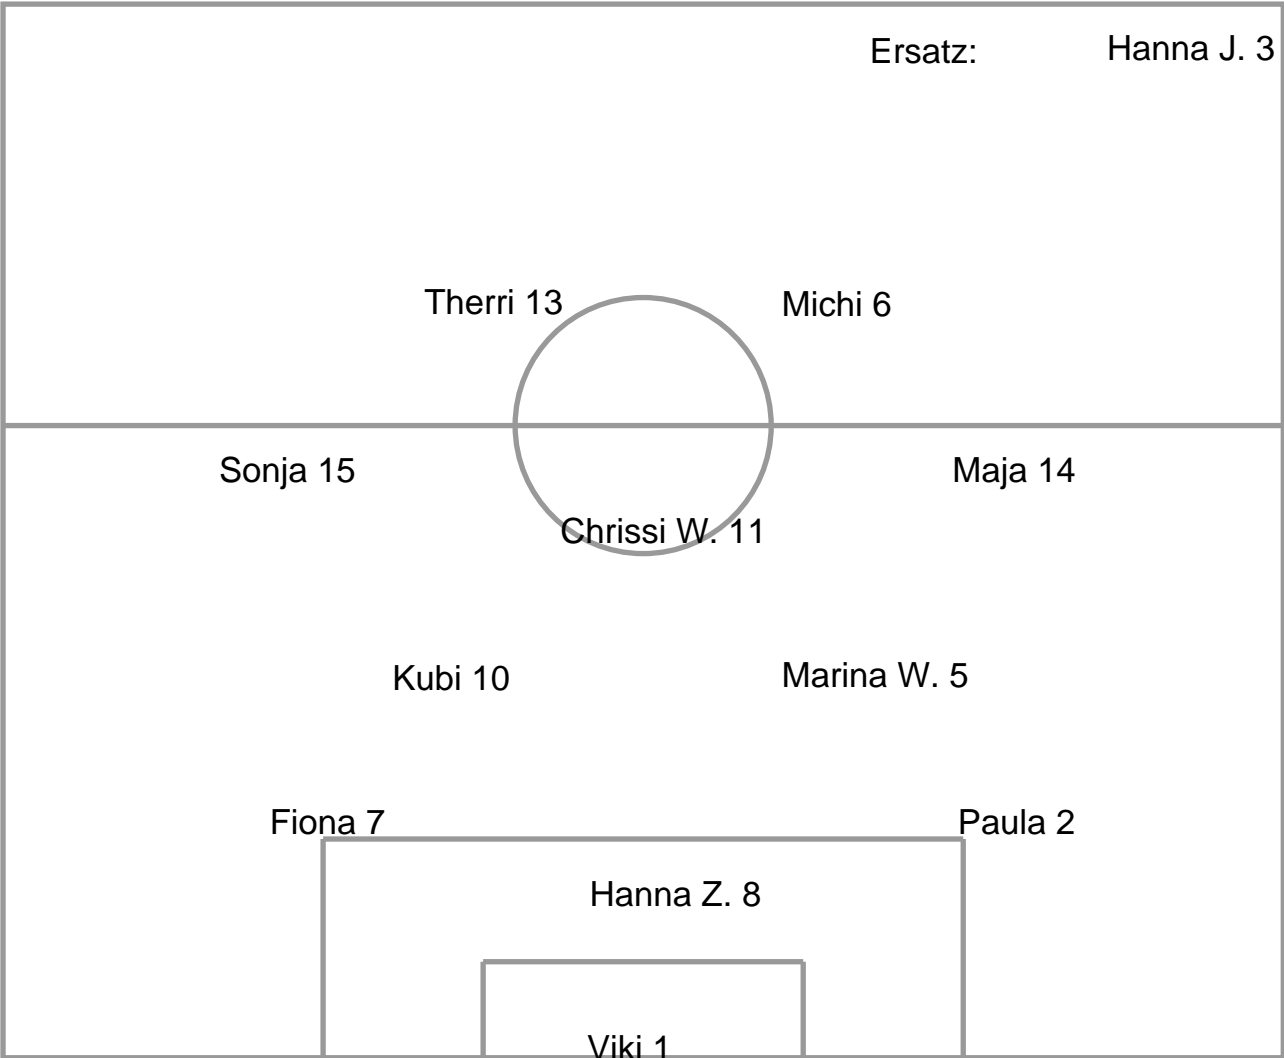 Ersatz: Hanna J. 3
Therri 13 Michi 6
Sonja 15 Maja 14
Chrissi W. 11
Kubi 10 Marina W. 5
Fiona 7 Paula 2
Hanna Z. 8
Viki 1